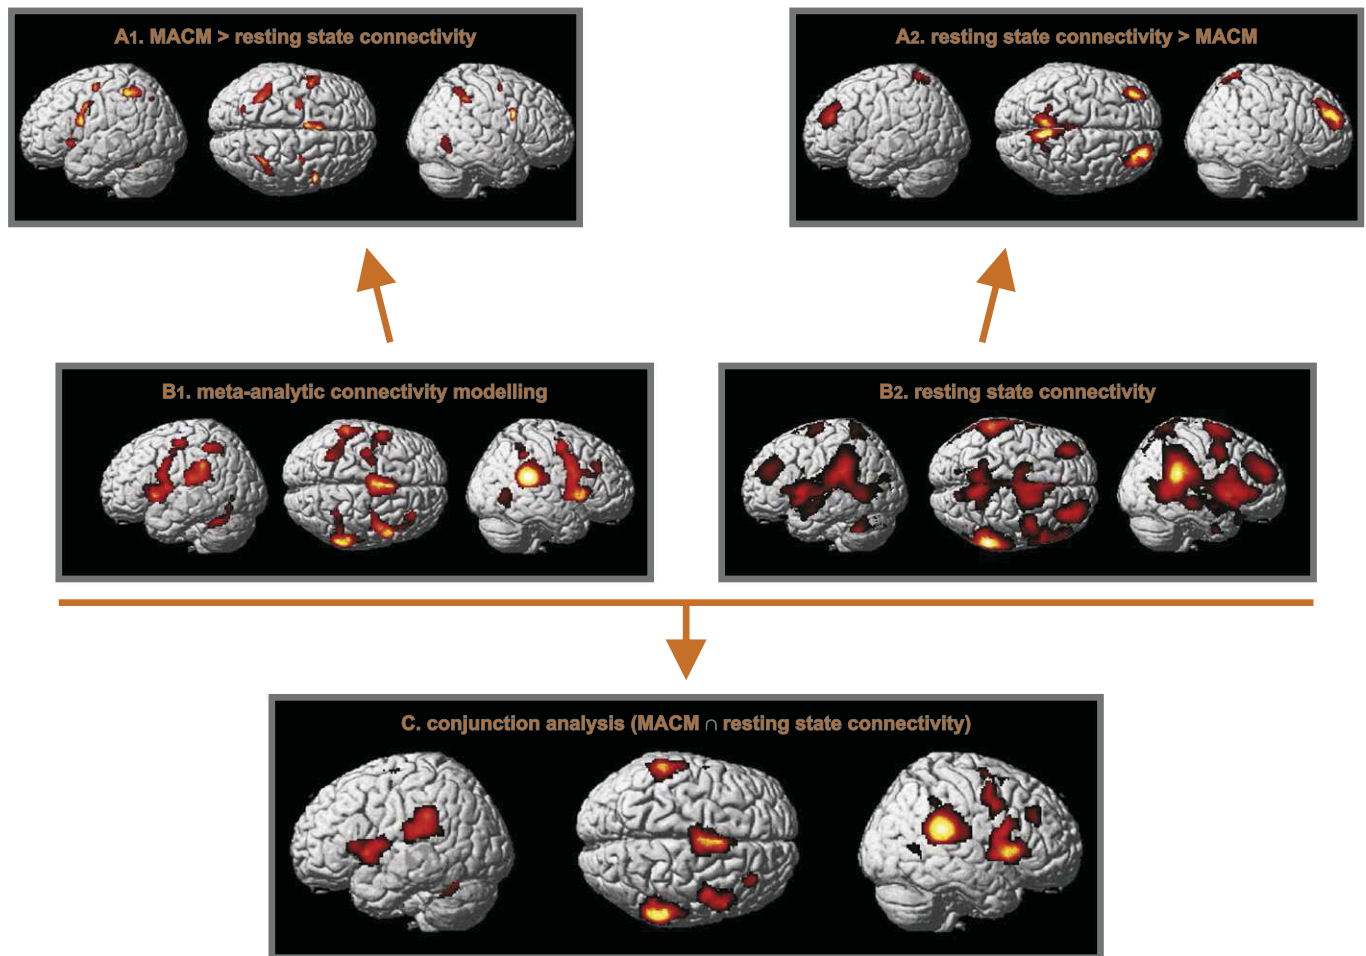 A1. MACM > resting state connectivity
A2. resting state connectivity > MACM
B1. meta-analytic connectivity modelling
B2. resting state connectivity
C. conjunction analysis (MACM ∩ resting state connectivity)